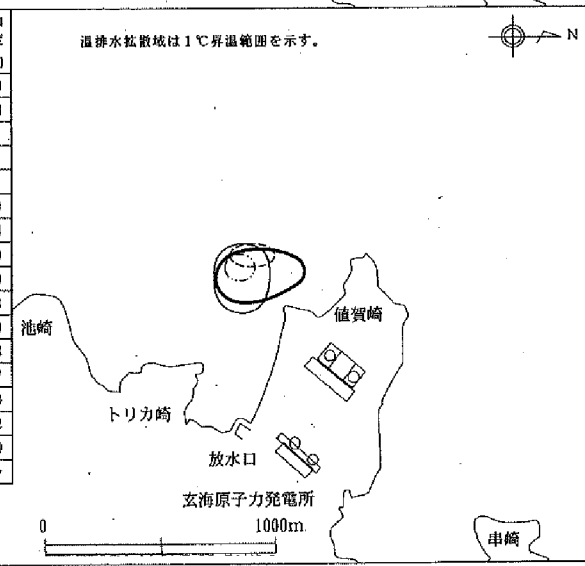 温排水拡散域は1℃昇温範囲を示す。
N
池崎
値賀崎
トリカ崎
放水口
玄海原子力発電所
0 1000m
串崎